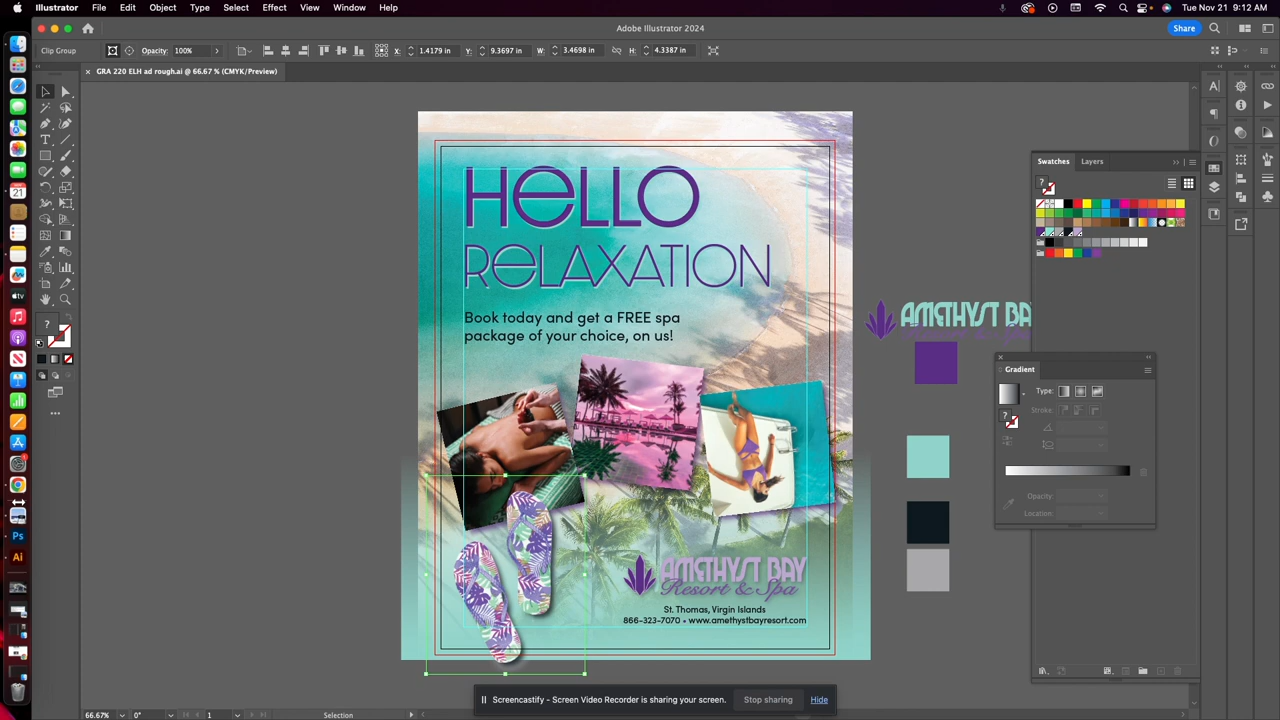 Illustrator File Edit Object Type Select Effect View Window Help
Tue Nov 21 9:12 AM
Adobe Illustrator 2024
Share
Clip Group
Opacity: 100%
X: 1.4179 in Y: 9.3697 in W: 3.4698 in H: 4.3387 in
× GRA 220 ELH ad rough.ai @ 66.67 % (CMYK/Preview)
HELLO
RELAXATION
Book today and get a FREE spa
package of your choice, on us!
AMETHYST BAY
Resort & Spa
St. Thomas, Virgin Islands
866-323-7070 • www.amethystbayresort.com
AMETHYST BA
Swatches Layers
Gradient
Type:
Stroke:
Opacity:
Location:
Screencastify - Screen Video Recorder is sharing your screen.
Stop sharing
Hide
66.67% 0° 1 Selection